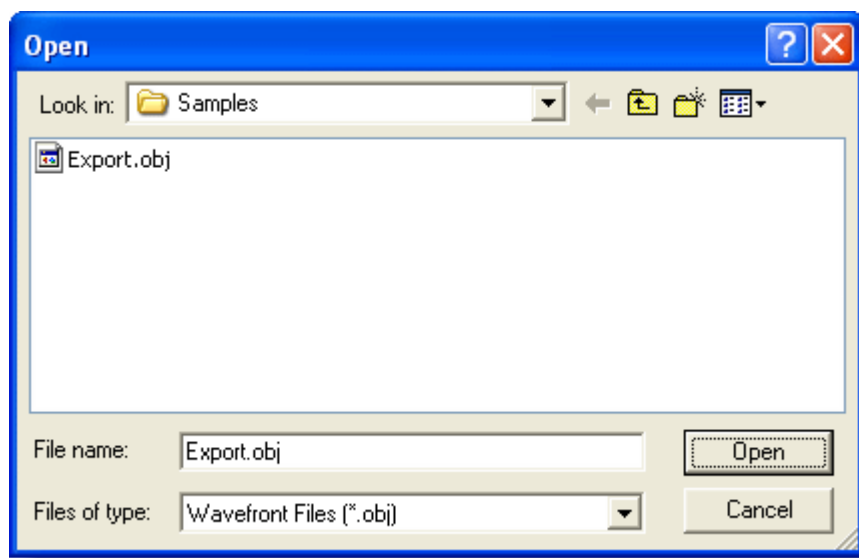 Open
Look in: Samples
Export.obj
File name: Export.obj Open
Files of type: Wavefront Files (*.obj) Cancel